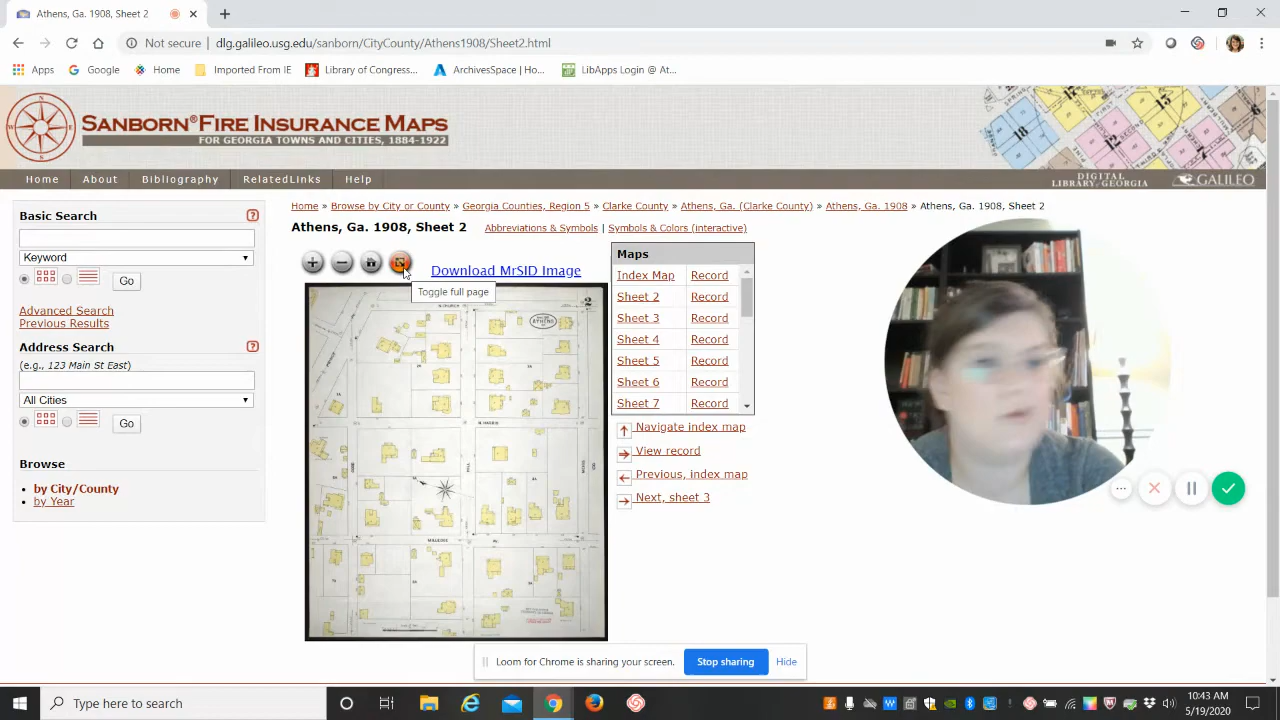 Athens, Ga. 1908, Sheet 2
Not secure | dlg.galileo.usg.edu/sanborn/CityCounty/Athens1908/Sheet2.html
Apps Google Home Imported From IE Library of Congress... ArchivesSpace | Ho... LibApps Login @ At...
SANBORN® FIRE INSURANCE MAPS
FOR GEORGIA TOWNS AND CITIES, 1884-1922
Home About Bibliography RelatedLinks Help
DIGITAL LIBRARY of GEORGIA GALILEO
Basic Search ?
Keyword
Go
Advanced Search
Previous Results
Address Search ?
(e.g., 123 Main St East)
All Cities
Go
Browse
by City/County
by Year
Home » Browse by City or County » Georgia Counties, Region 5 » Clarke County » Athens, Ga. (Clarke County) » Athens, Ga. 1908 » Athens, Ga. 1908, Sheet 2
Athens, Ga. 1908, Sheet 2 Abbreviations & Symbols | Symbols & Colors (interactive)
Download MrSID Image
Toggle full page
2
ATHENS
Maps
Index Map Record
Sheet 2 Record
Sheet 3 Record
Sheet 4 Record
Sheet 5 Record
Sheet 6 Record
Sheet 7 Record
Navigate index map
View record
Previous, index map
Next, sheet 3
Loom for Chrome is sharing your screen. Stop sharing Hide
Type here to search
10:43 AM
5/19/2020